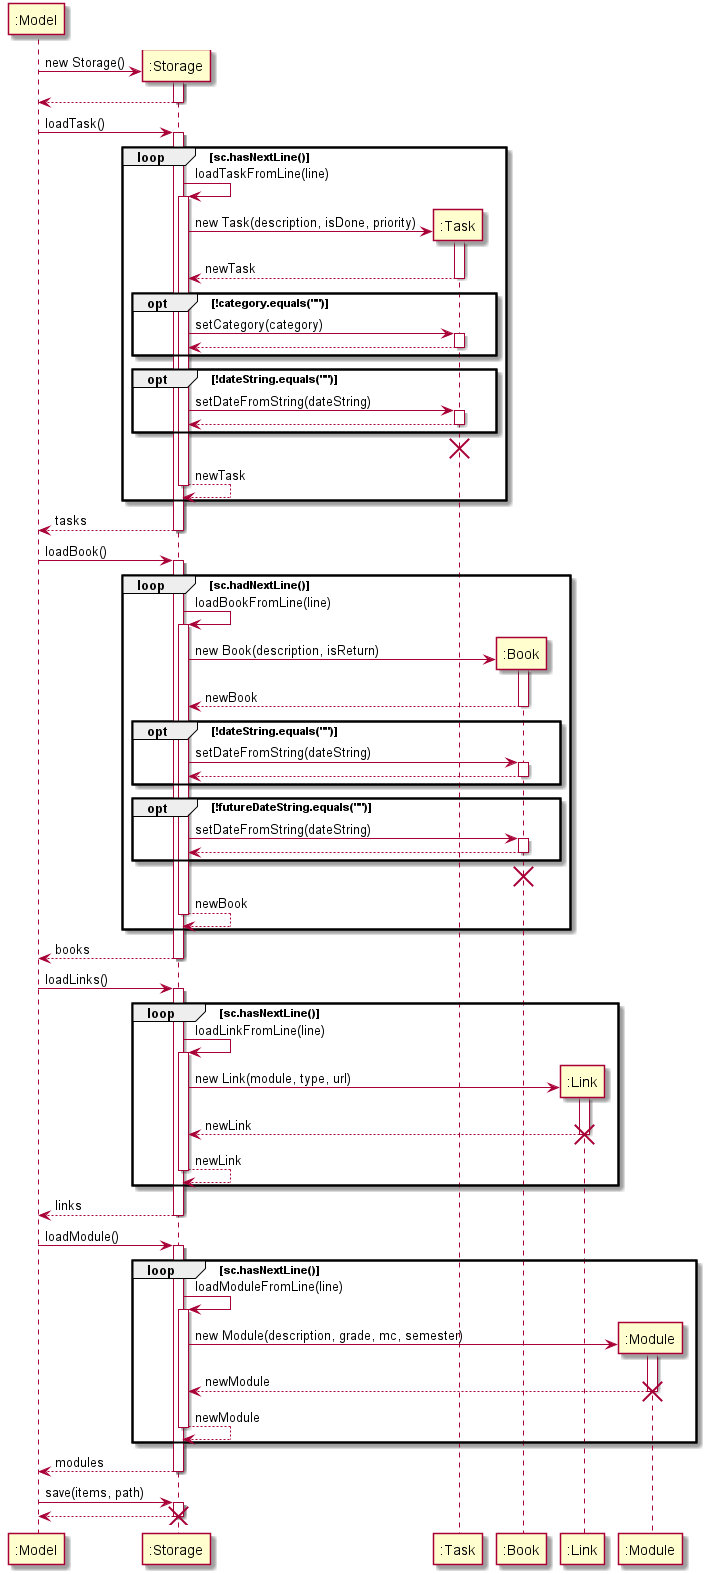 :Model
new Storage()
:Storage
loadTask()
loop [sc.hasNextLine()]
loadTaskFromLine(line)
new Task(description, isDone, priority)
:Task
newTask
opt [!category.equals("")]
setCategory(category)
opt [!dateString.equals("")]
setDateFromString(dateString)
newTask
tasks
loadBook()
loop [sc.hadNextLine()]
loadBookFromLine(line)
new Book(description, isReturn)
:Book
newBook
opt [!dateString.equals("")]
setDateFromString(dateString)
opt [!futureDateString.equals("")]
setDateFromString(dateString)
newBook
books
loadLinks()
loop [sc.hasNextLine()]
loadLinkFromLine(line)
new Link(module, type, url)
:Link
newLink
newLink
links
loadModule()
loop [sc.hasNextLine()]
loadModuleFromLine(line)
new Module(description, grade, mc, semester)
:Module
newModule
newModule
modules
save(items, path)
:Model :Storage :Task :Book :Link :Module